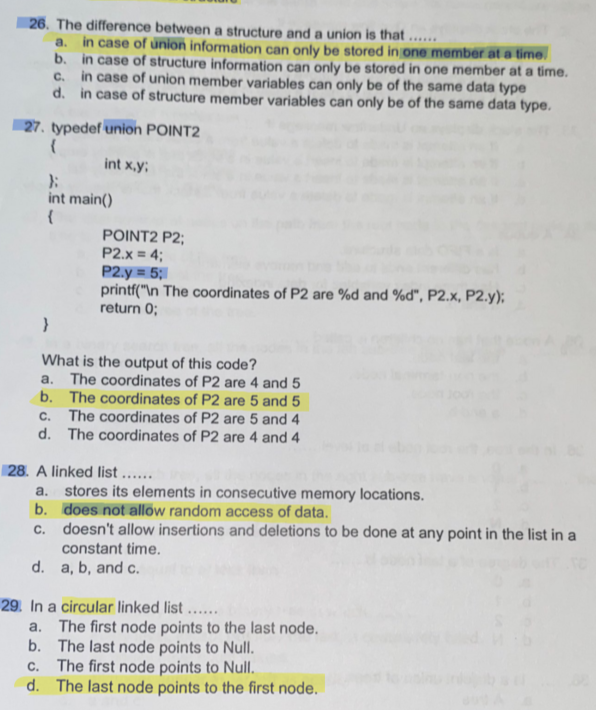 26. The difference between a structure and a union is that ......
a. in case of union information can only be stored in one member at a time.
b. in case of structure information can only be stored in one member at a time.
c. in case of union member variables can only be of the same data type
d. in case of structure member variables can only be of the same data type.
27. typedef union POINT2
{
int x,y;
};
int main()
{
POINT2 P2;
P2.x = 4;
P2.y = 5;
printf("\n The coordinates of P2 are %d and %d", P2.x, P2.y);
return 0;
}
What is the output of this code?
a. The coordinates of P2 are 4 and 5
b. The coordinates of P2 are 5 and 5
c. The coordinates of P2 are 5 and 4
d. The coordinates of P2 are 4 and 4
28. A linked list ......
a. stores its elements in consecutive memory locations.
b. does not allow random access of data.
c. doesn't allow insertions and deletions to be done at any point in the list in a
constant time.
d. a, b, and c.
29. In a circular linked list ......
a. The first node points to the last node.
b. The last node points to Null.
c. The first node points to Null.
d. The last node points to the first node.